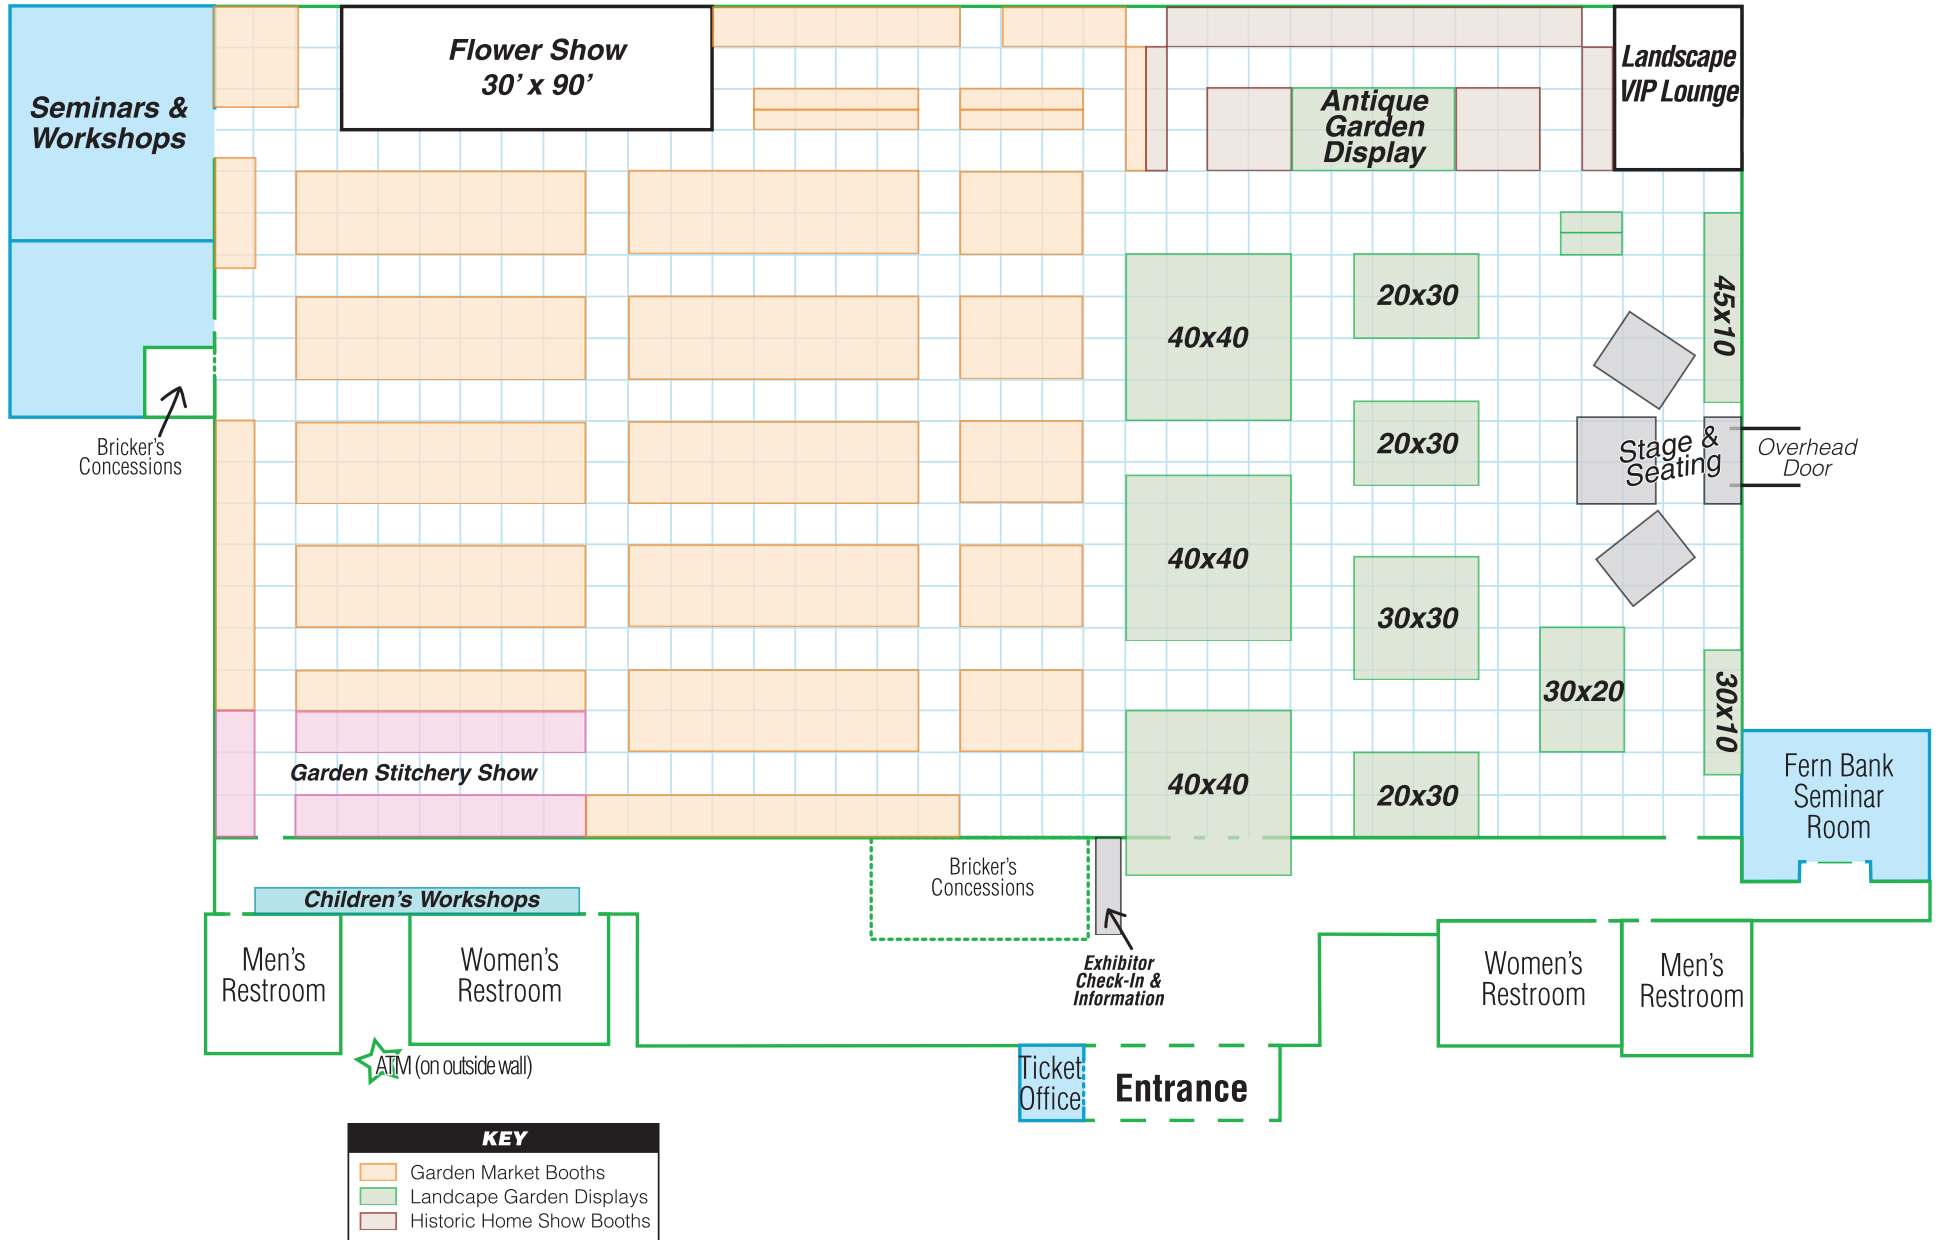 Flower Show
30’ x 90’
Landscape
VIP Lounge
Seminars &
Workshops
Antique
Garden
Display
40x40
20x30
45x10
Bricker’s
Concessions
20x30
Stage &
Seating
Overhead
Door
40x40
30x30
30x20
30x10
Garden Stitchery Show
40x40
20x30
Fern Bank
Seminar
Room
Bricker’s
Concessions
Children’s Workshops
Men’s
Restroom
Women’s
Restroom
Exhibitor
Check-In &
Information
Women’s
Restroom
Men’s
Restroom
ATM (on outside wall)
Ticket
Office
Entrance
KEY
Garden Market Booths
Landcape Garden Displays
Historic Home Show Booths